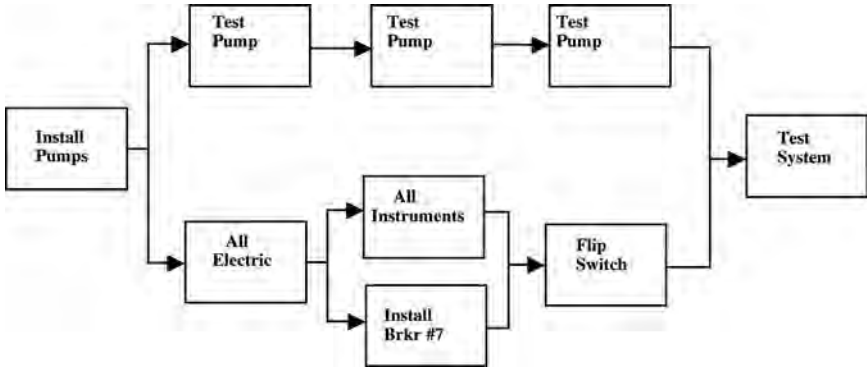 Test
Pump
Test
Pump
Test
Pump
Install
Pumps
Test
System
All
Instruments
All
Electric
Flip
Switch
Install
Brkr #7